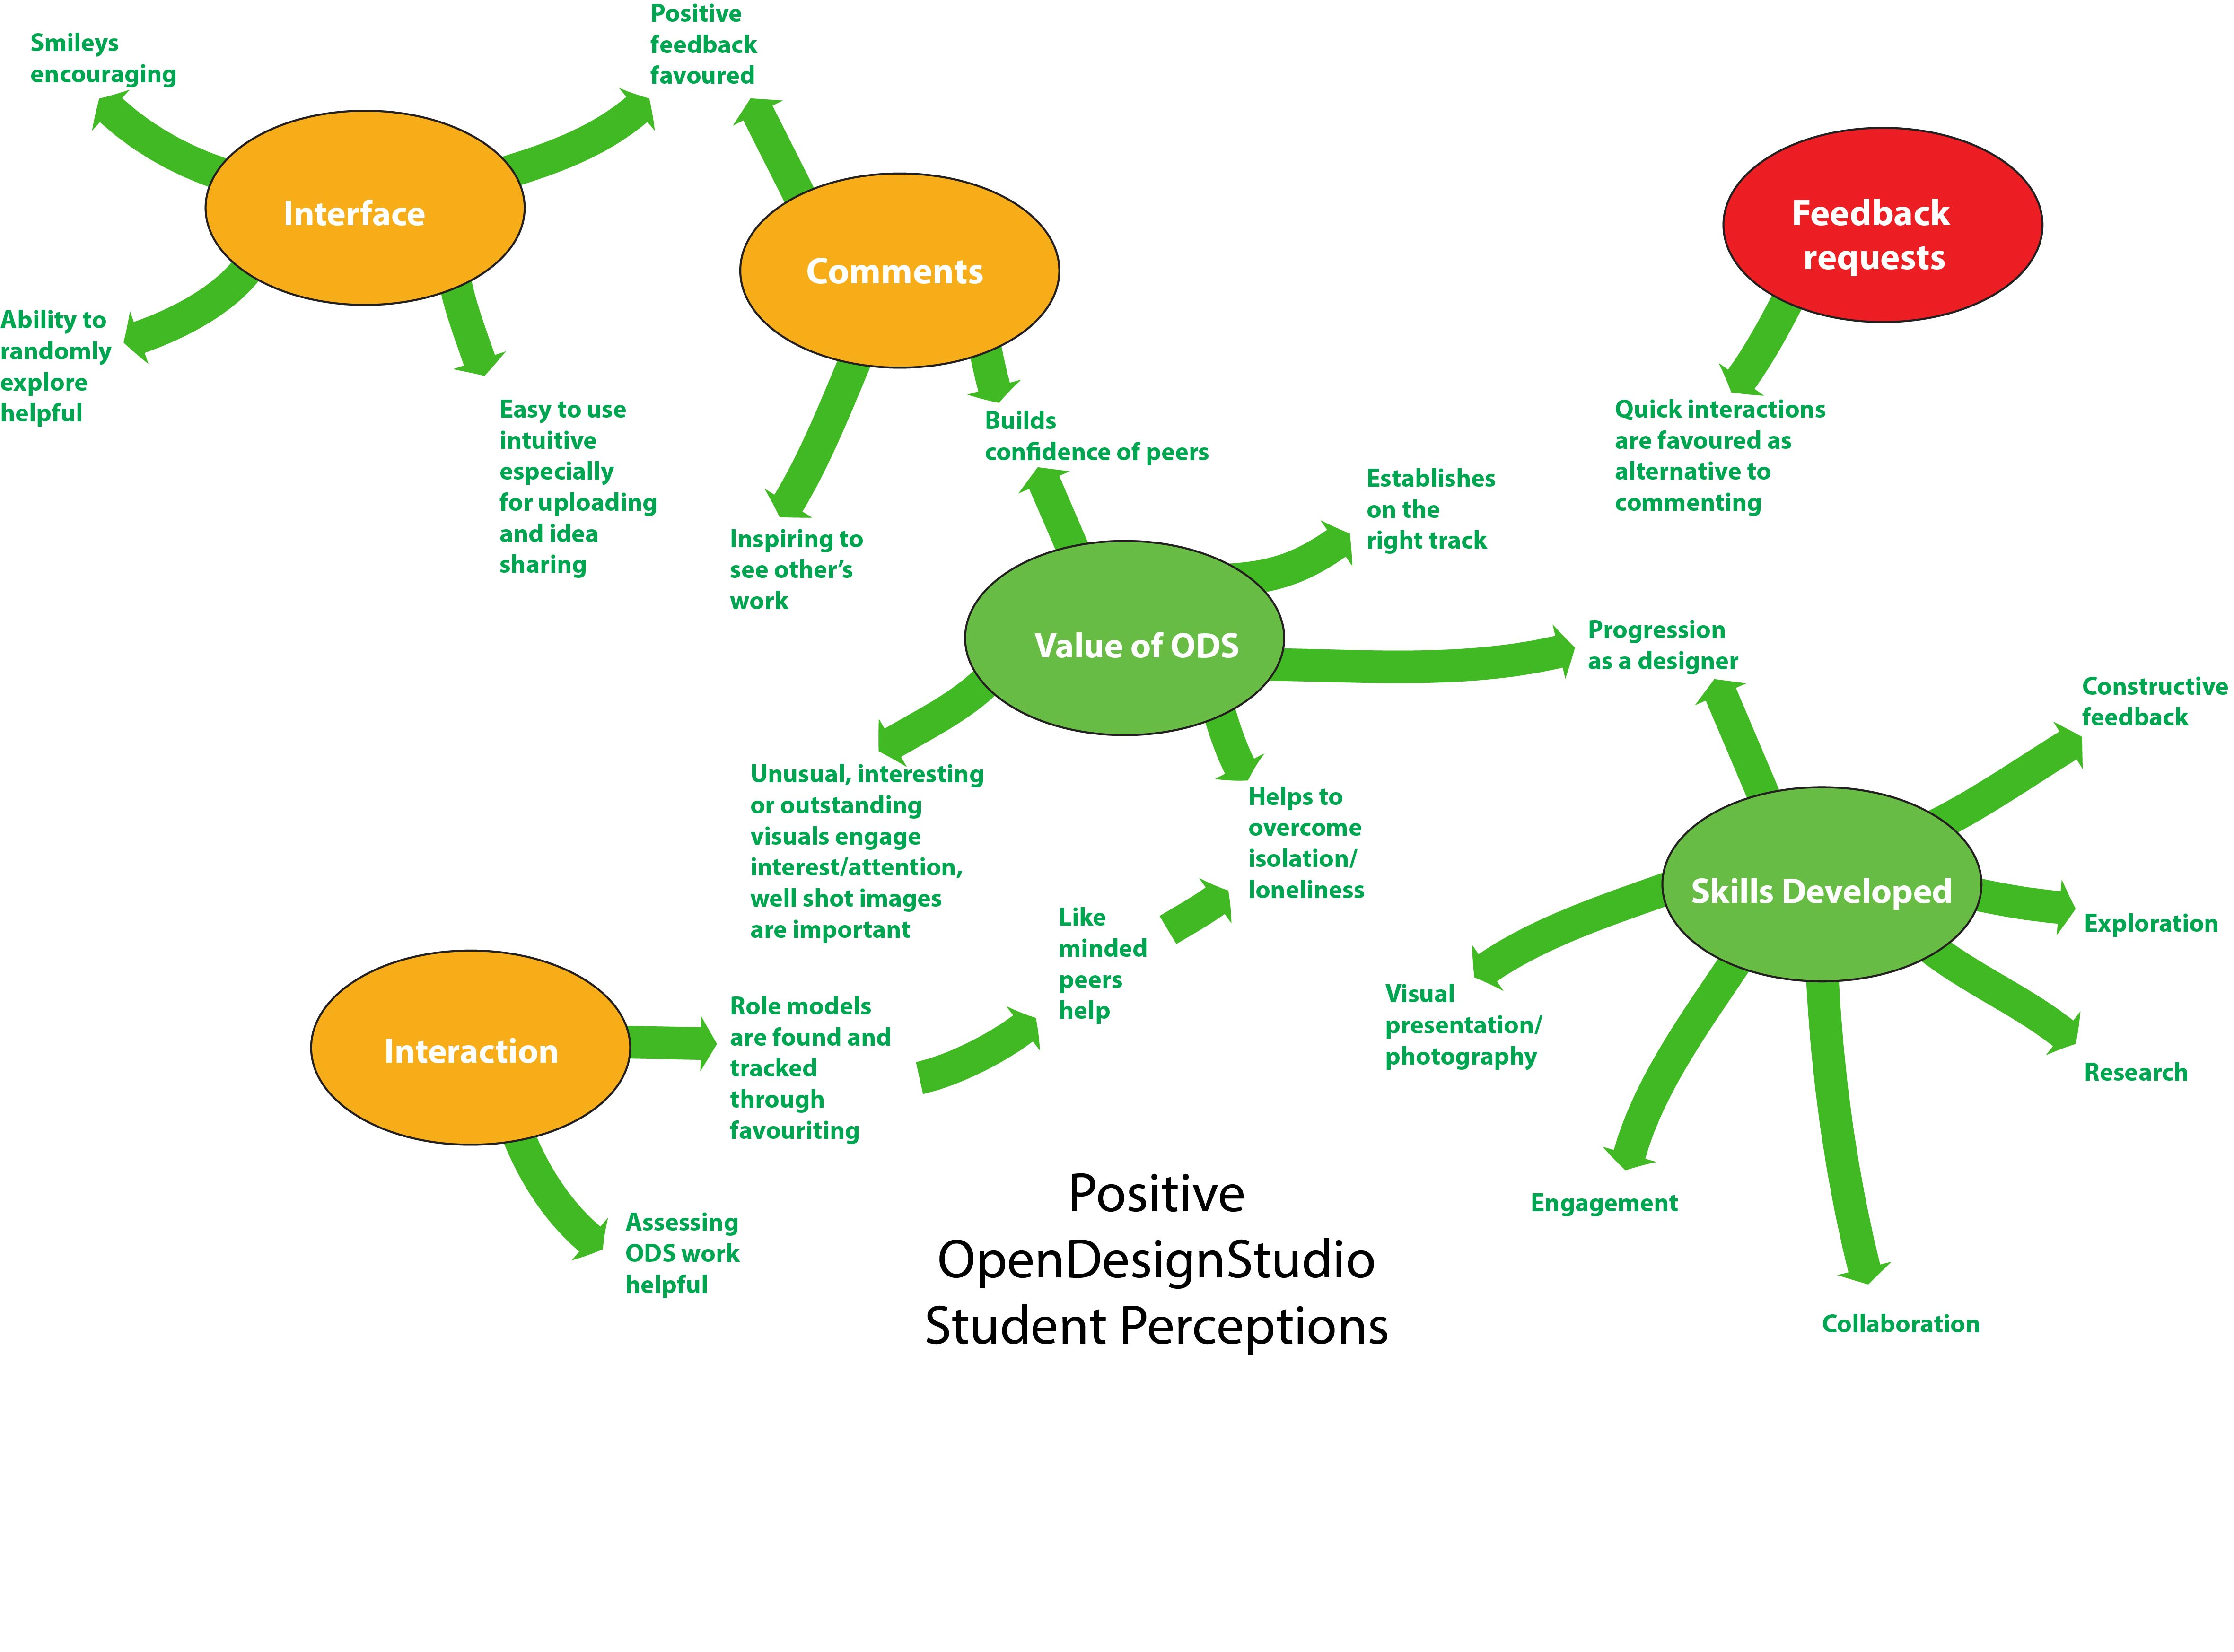 Smileys
encouraging
Positive
feedback
favoured
Interface
Comments
Feedback
requests
Ability to
randomly
explore
helpful
Easy to use
intuitive
especially
for uploading
and idea
sharing
Builds
confidence of peers
Quick interactions
are favoured as
alternative to
commenting
Establishes
on the
right track
Inspiring to
see other’s
work
Value of ODS
Progression
as a designer
Constructive
feedback
Unusual, interesting
or outstanding
visuals engage
interest/attention,
well shot images
are important
Helps to
overcome
isolation/
loneliness
Skills Developed
Exploration
Like
minded
peers
help
Visual
presentation/
photography
Interaction
Role models
are found and
tracked
through
favouriting
Research
Engagement
Assessing
ODS work
helpful
Collaboration
Positive
OpenDesignStudio
Student Perceptions